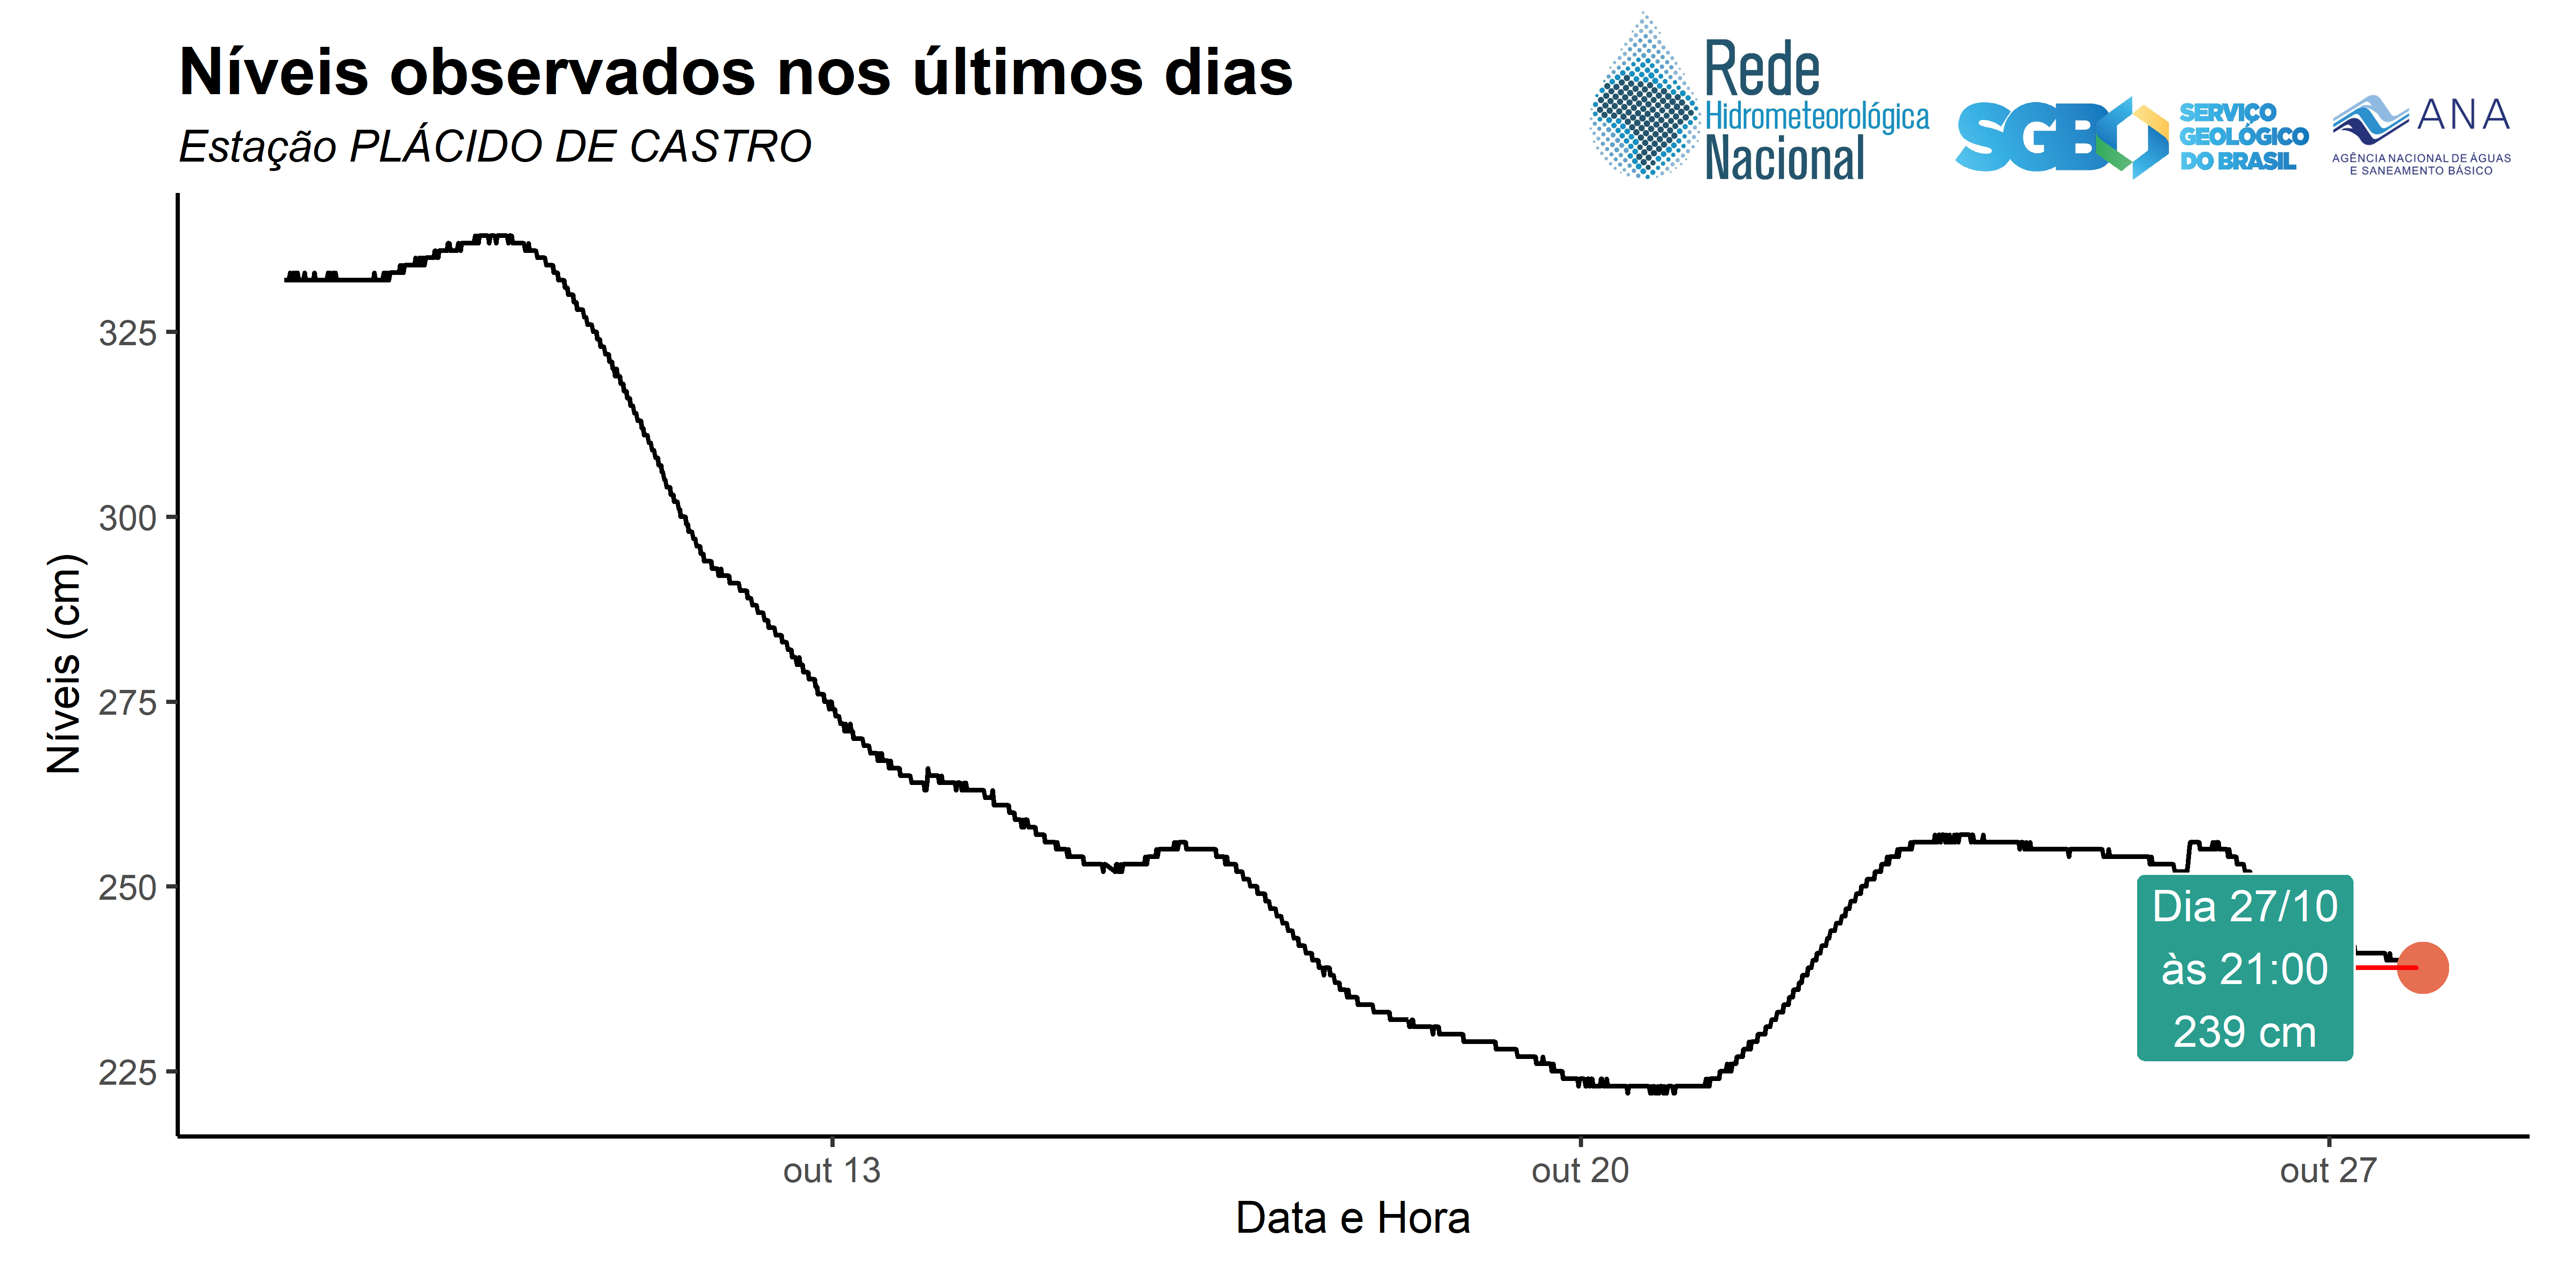 Níveis observados nos últimos dias
Estação PLÁCIDO DE CASTRO
Rede
Hidrometeorológica
Nacional
SGB
SERVIÇO
GEOLÓGICO
DO BRASIL
ANA
AGÊNCIA NACIONAL DE ÁGUAS
E SANEAMENTO BÁSICO
Níveis (cm)
325
300
275
250
225
Dia 27/10
às 21:00
239 cm
out 13
out 20
out 27
Data e Hora